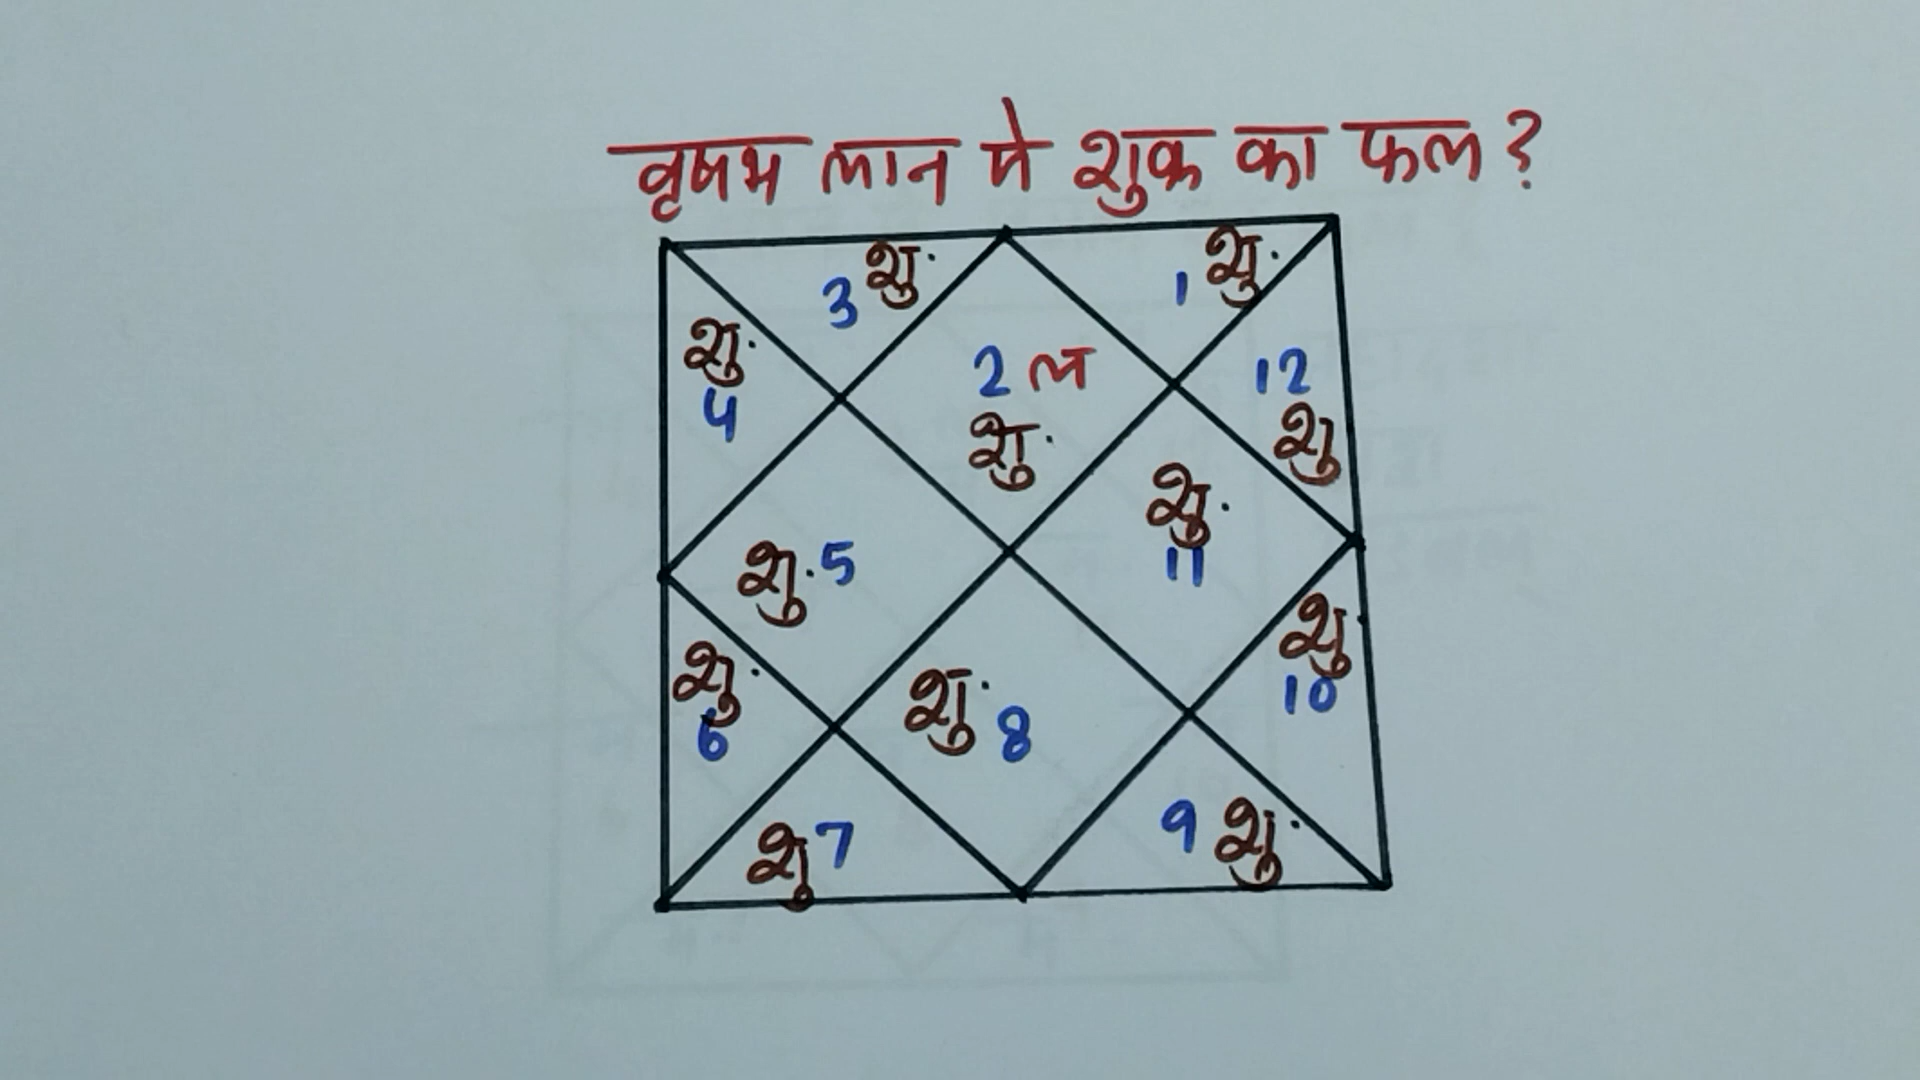 वृषभ लग्न मे शुक्र का फल ?
3 शु.
1 शु.
शु.
4
2 ल
शु.
12
शु
शु. 5
शु.
11
शु.
6
शु. 8
शु
10
शु 7
9 शु.